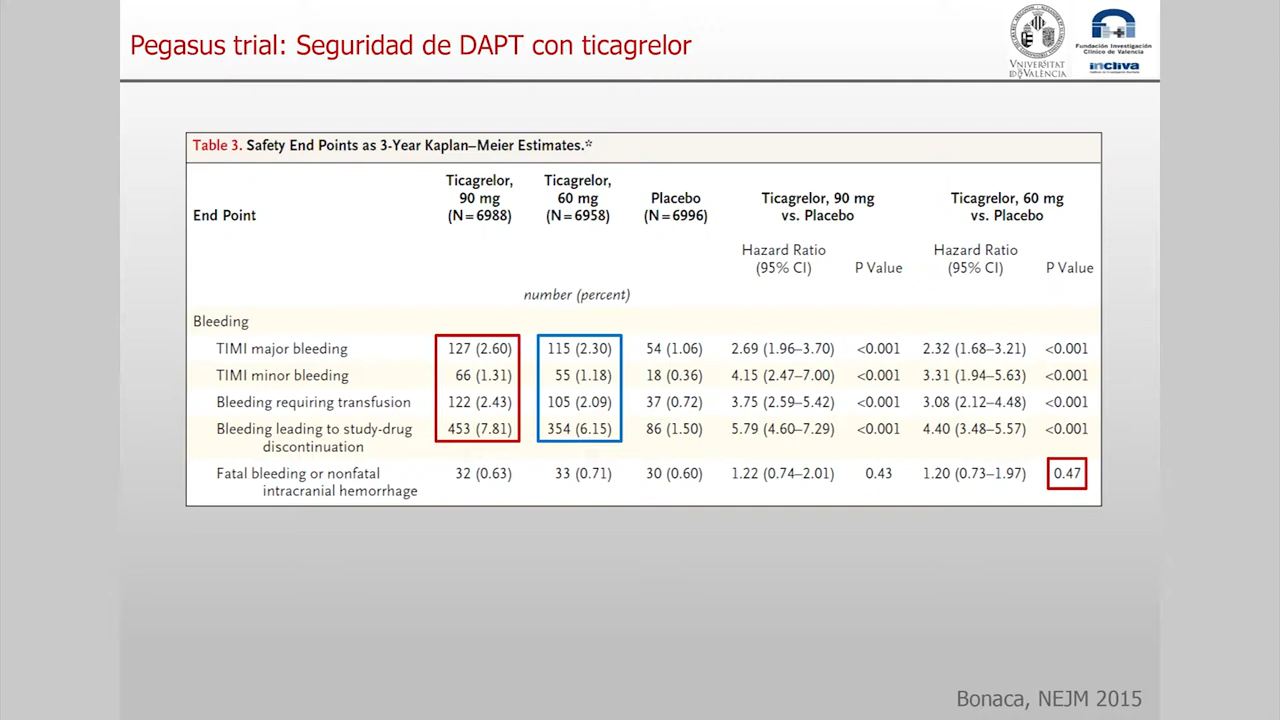 Pegasus trial: Seguridad de DAPT con ticagrelor
VNIVERSITAT
ID VALÈNCIA
Fundación Investigación
Clínico de Valencia
incliva
Table 3. Safety End Points as 3-Year Kaplan–Meier Estimates.*
End Point
Ticagrelor, 90 mg (N=6988)
Ticagrelor, 60 mg (N=6958)
Placebo (N=6996)
Ticagrelor, 90 mg vs. Placebo
Ticagrelor, 60 mg vs. Placebo
Hazard Ratio (95% CI) P Value Hazard Ratio (95% CI) P Value
number (percent)
Bleeding
TIMI major bleeding 127 (2.60) 115 (2.30) 54 (1.06) 2.69 (1.96–3.70) <0.001 2.32 (1.68–3.21) <0.001
TIMI minor bleeding 66 (1.31) 55 (1.18) 18 (0.36) 4.15 (2.47–7.00) <0.001 3.31 (1.94–5.63) <0.001
Bleeding requiring transfusion 122 (2.43) 105 (2.09) 37 (0.72) 3.75 (2.59–5.42) <0.001 3.08 (2.12–4.48) <0.001
Bleeding leading to study-drug 453 (7.81) 354 (6.15) 86 (1.50) 5.79 (4.60–7.29) <0.001 4.40 (3.48–5.57) <0.001
discontinuation
Fatal bleeding or nonfatal 32 (0.63) 33 (0.71) 30 (0.60) 1.22 (0.74–2.01) 0.43 1.20 (0.73–1.97) 0.47
intracranial hemorrhage
Bonaca, NEJM 2015